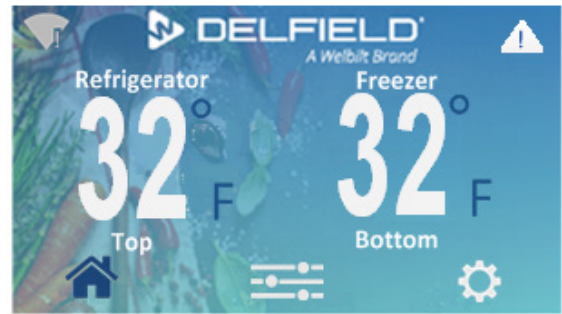 DELFIELD
A Welbilt Brand
Refrigerator
Freezer
32°F
32°F
Top
Bottom